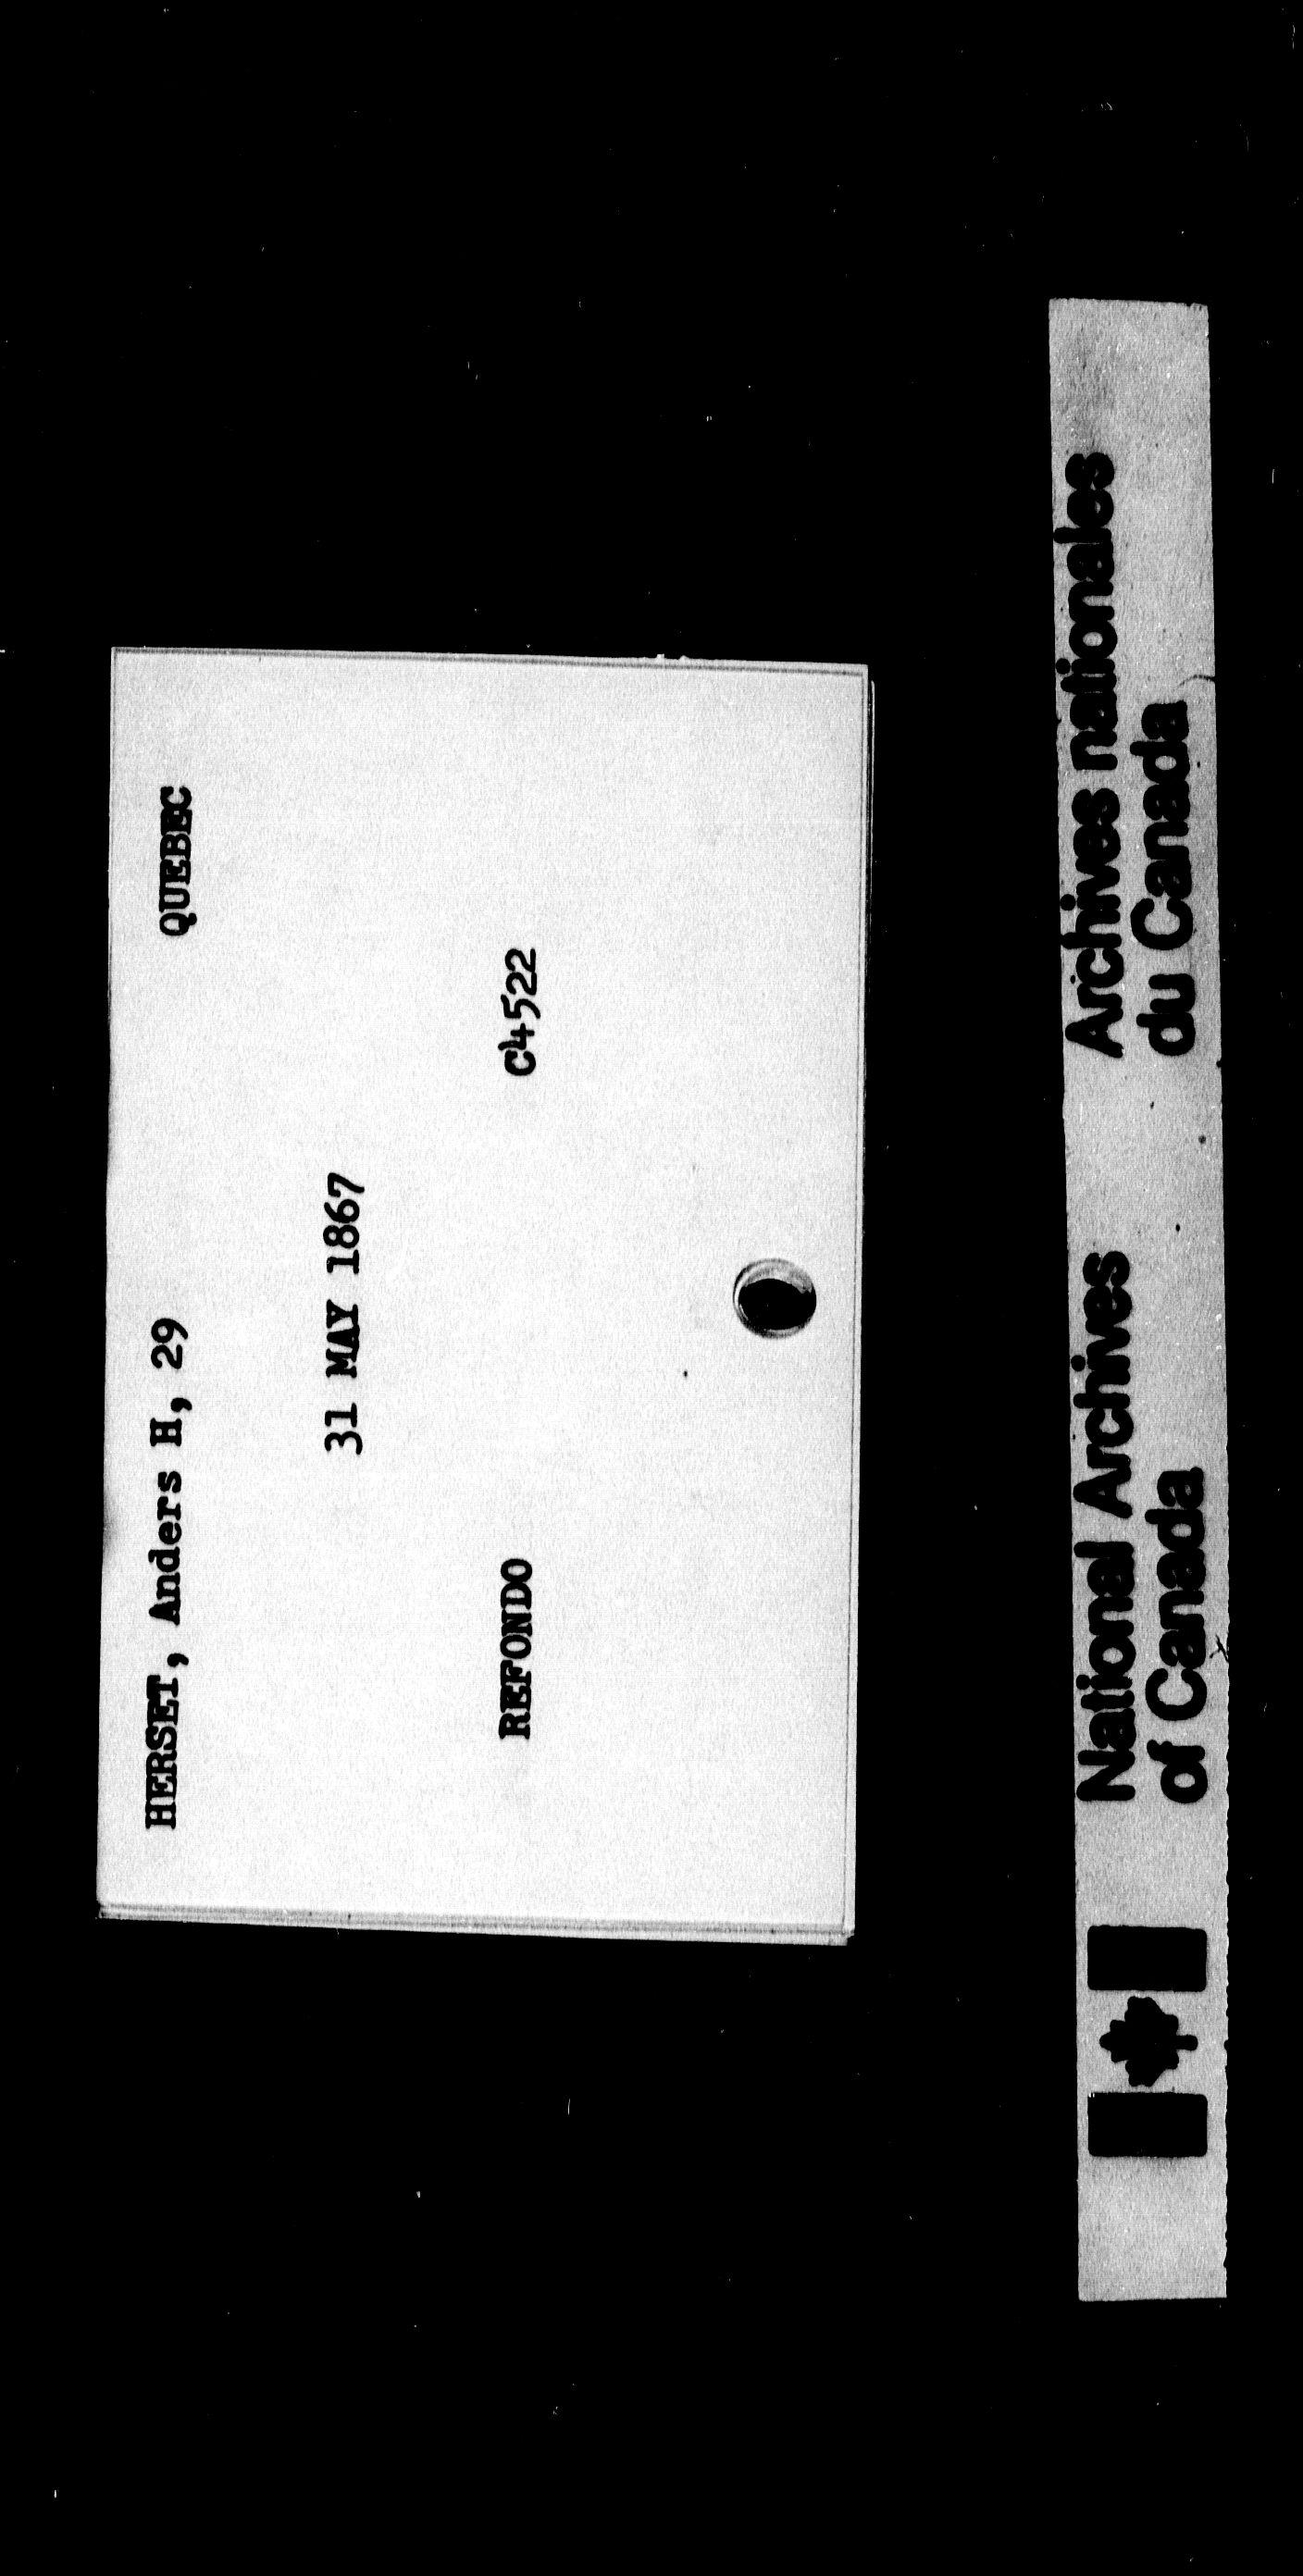 HERSET, Anders H, 29 QUEBEC
31 MAY 1867
REFONDO C4522
National Archives of Canada
Archives nationales du Canada